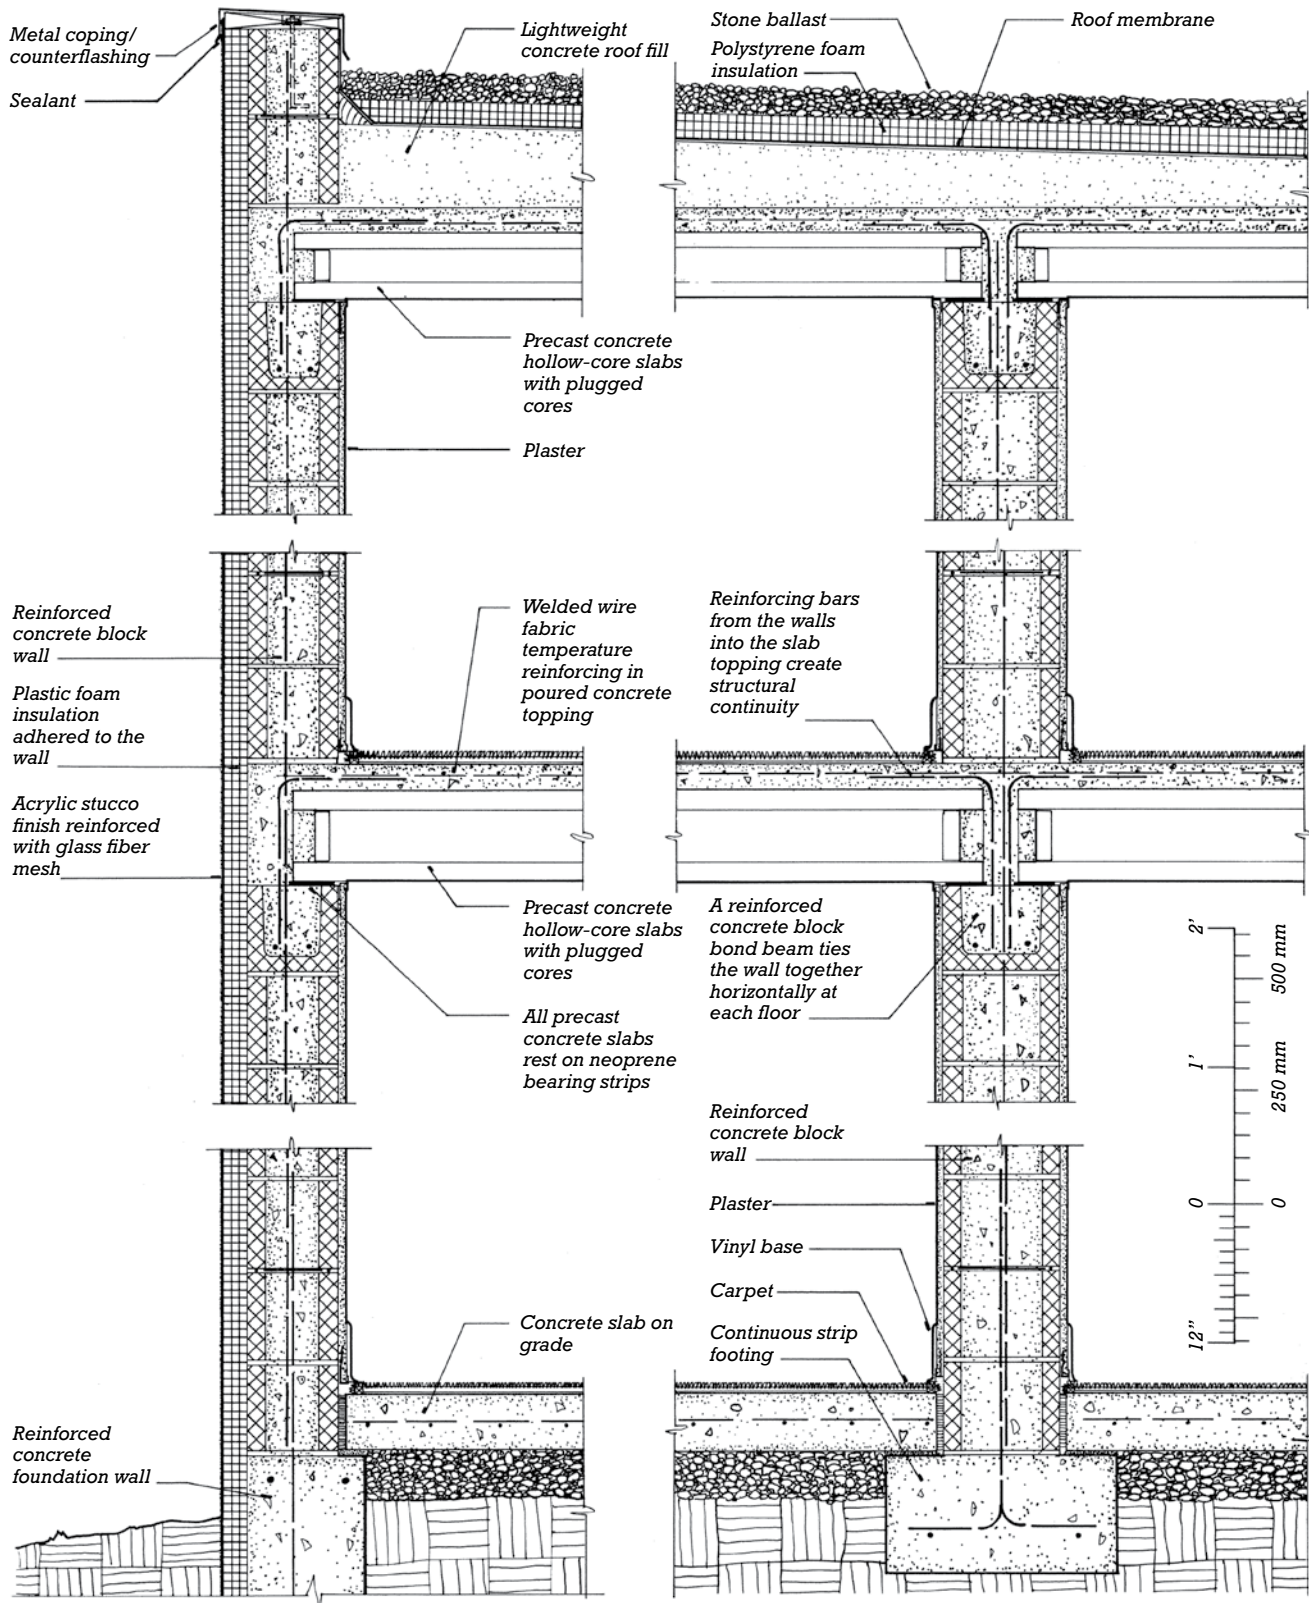 Metal coping/
counterflashing
Sealant
Lightweight
concrete roof fill
Stone ballast
Polystyrene foam
insulation
Roof membrane
Precast concrete
hollow-core slabs
with plugged
cores
Plaster
Reinforced
concrete block
wall
Plastic foam
insulation
adhered to the
wall
Acrylic stucco
finish reinforced
with glass fiber
mesh
Welded wire
fabric
temperature
reinforcing in
poured concrete
topping
Reinforcing bars
from the walls
into the slab
topping create
structural
continuity
Precast concrete
hollow-core slabs
with plugged
cores
All precast
concrete slabs
rest on neoprene
bearing strips
A reinforced
concrete block
bond beam ties
the wall together
horizontally at
each floor
2'
500 mm
1'
250 mm
0
0
12"
Reinforced
concrete block
wall
Plaster
Vinyl base
Carpet
Continuous strip
footing
Concrete slab on
grade
Reinforced
concrete
foundation wall